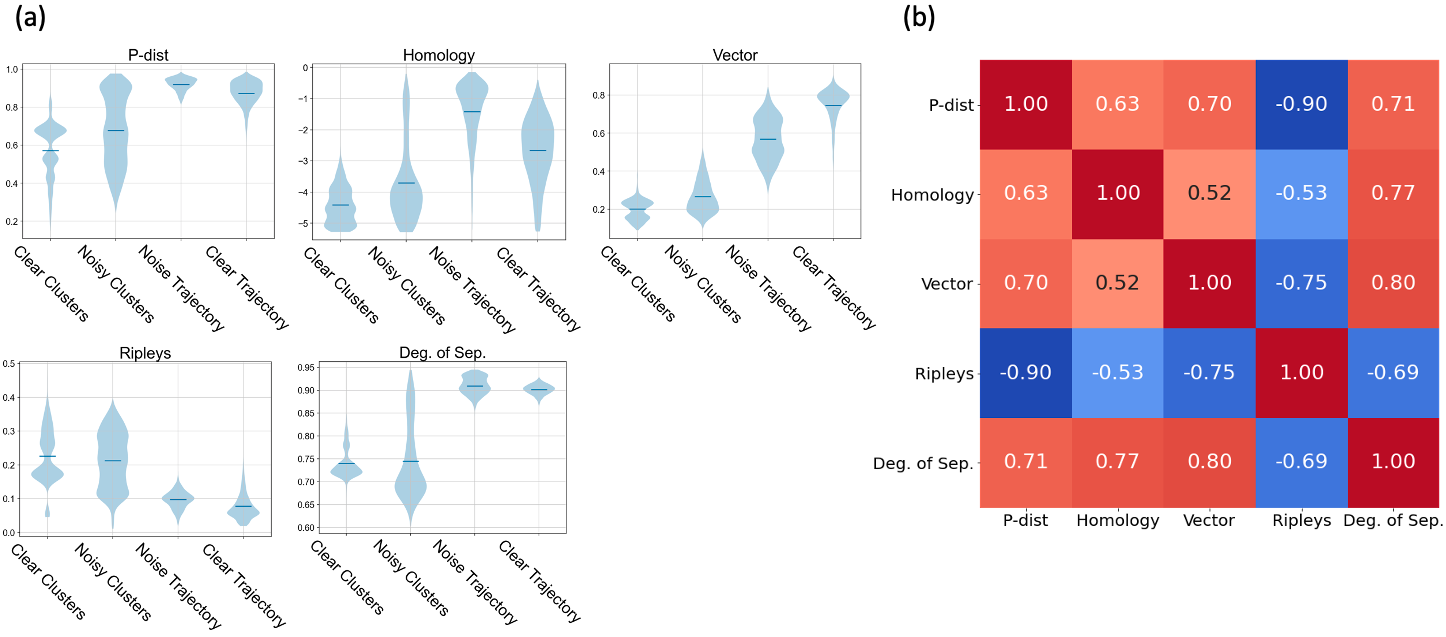 (a)
(b)
P-dist
Homology
Vector
1.0
0.8
0.6
0.4
0.2
0
−1
−2
−3
−4
−5
0.8
0.6
0.4
0.2
Clear Clusters
Noisy Clusters
Noise Trajectory
Clear Trajectory
Clear Clusters
Noisy Clusters
Noise Trajectory
Clear Trajectory
Clear Clusters
Noisy Clusters
Noise Trajectory
Clear Trajectory
Ripleys
Deg. of Sep.
0.5
0.4
0.3
0.2
0.1
0.0
0.95
0.90
0.85
0.80
0.75
0.70
0.65
0.60
Clear Clusters
Noisy Clusters
Noise Trajectory
Clear Trajectory
Clear Clusters
Noisy Clusters
Noise Trajectory
Clear Trajectory
P-dist 1.00 0.63 0.70 -0.90 0.71
Homology 0.63 1.00 0.52 -0.53 0.77
Vector 0.70 0.52 1.00 -0.75 0.80
Ripleys -0.90 -0.53 -0.75 1.00 -0.69
Deg. of Sep. 0.71 0.77 0.80 -0.69 1.00
P-dist Homology Vector Ripleys Deg. of Sep.